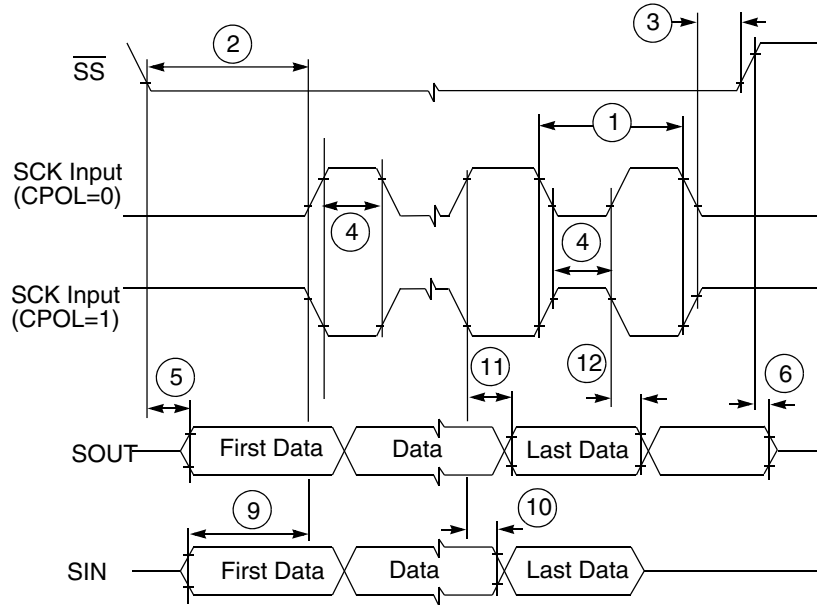 3
2
SS
1
SCK Input
(CPOL=0)
4
4
SCK Input
(CPOL=1)
5
11
12
6
SOUT
First Data
Data
Last Data
9
10
SIN
First Data
Data
Last Data